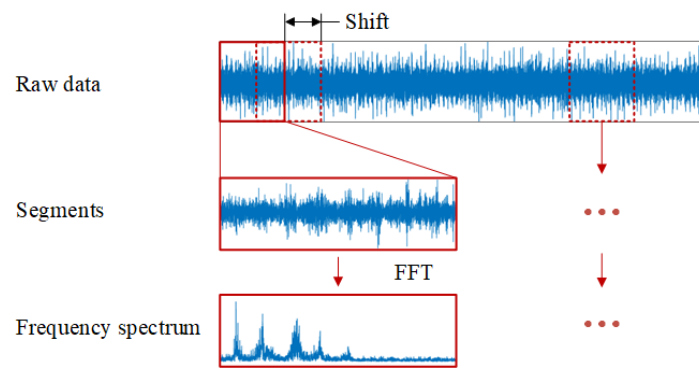 Shift
Raw data
Segments
FFT
Frequency spectrum